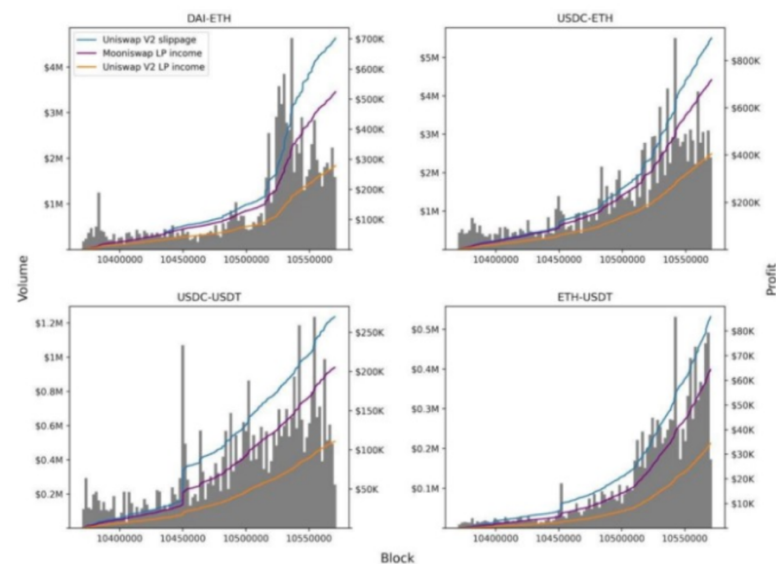 DAI-ETH
Uniswap V2 slippage
Mooniswap LP income
Uniswap V2 LP income
$4M
$3M
$2M
$1M
$700K
$600K
$500K
$400K
$300K
$200K
$100K
10400000 10450000 10500000 10550000
USDC-ETH
$5M
$4M
$3M
$2M
$1M
$800K
$600K
$400K
$200K
10400000 10450000 10500000 10550000
Volume
Profit
USDC-USDT
$1.2M
$1M
$0.8M
$0.6M
$0.4M
$0.2M
$250K
$200K
$150K
$100K
$50K
10400000 10450000 10500000 10550000
ETH-USDT
$0.5M
$0.4M
$0.3M
$0.2M
$0.1M
$80K
$70K
$60K
$50K
$40K
$30K
$20K
$10K
10400000 10450000 10500000 10550000
Block